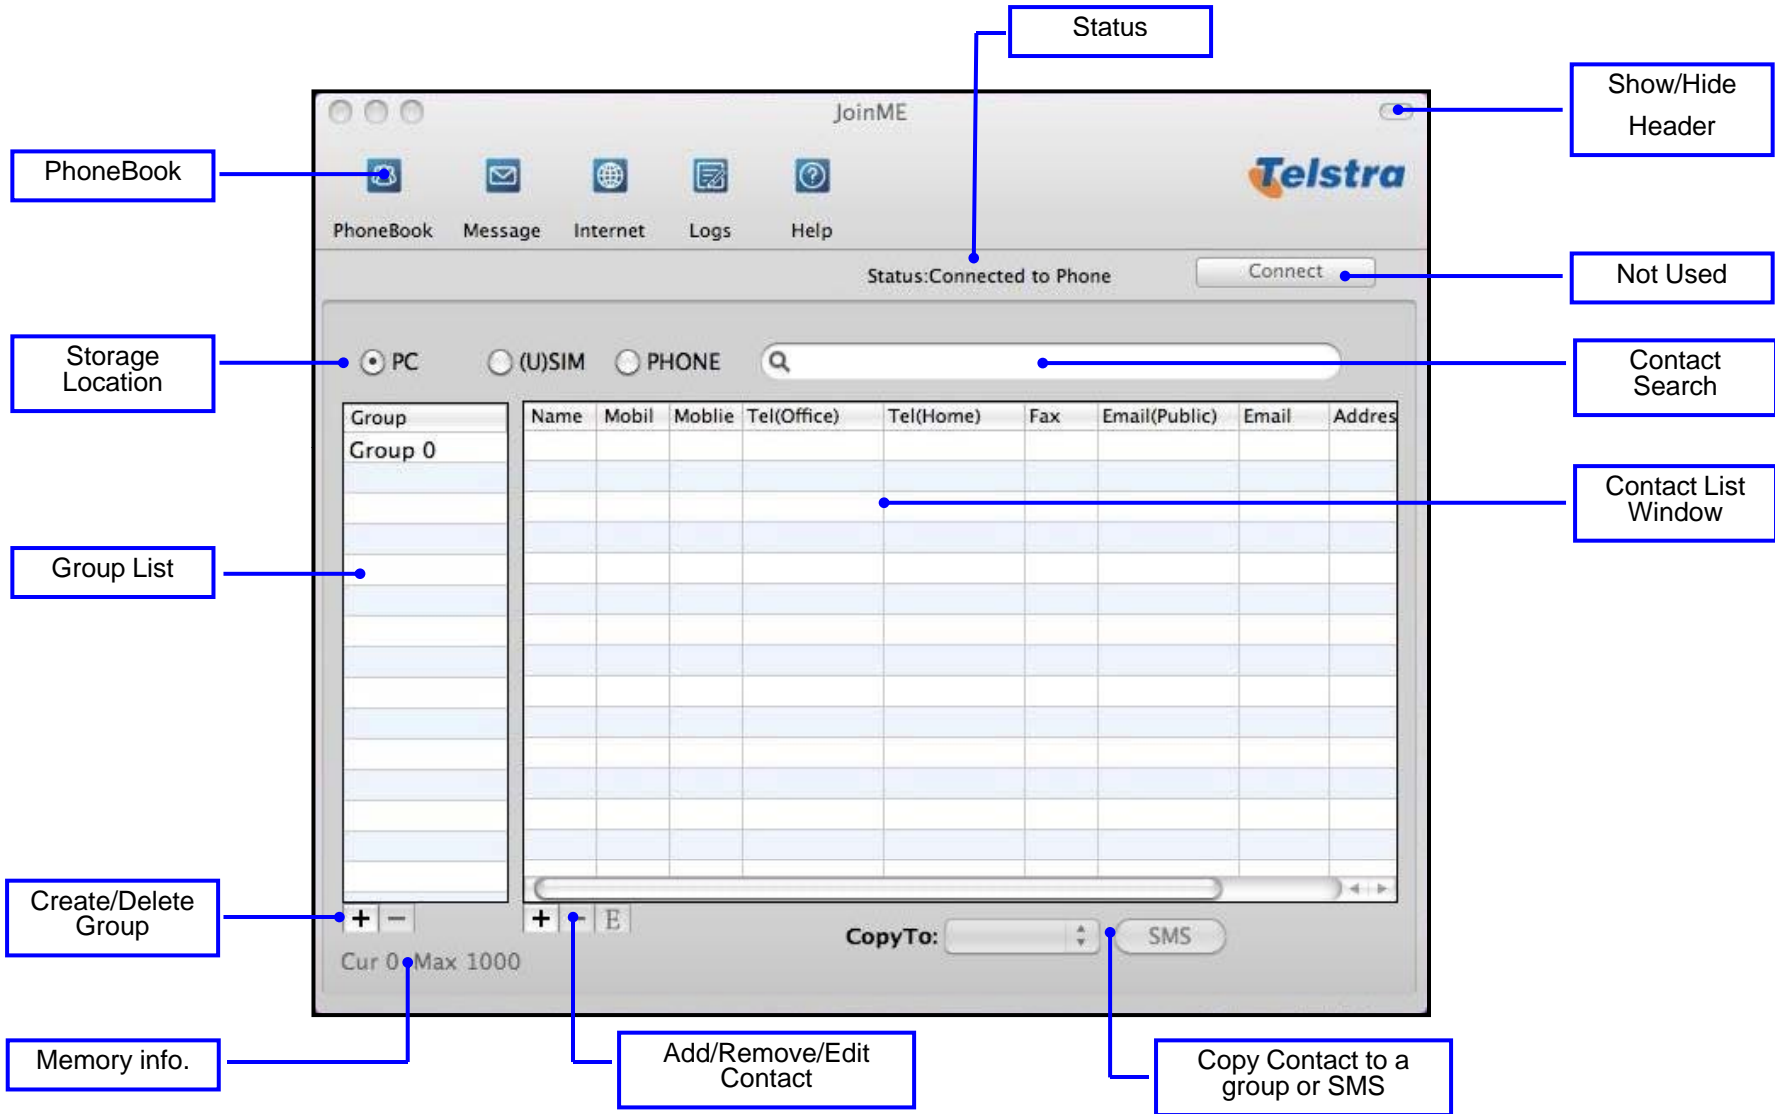 Status
Show/Hide
Header
JoinME
PhoneBook
Telstra
PhoneBook Message Internet Logs Help
Status:Connected to Phone
Connect
Not Used
Storage
Location
PC (U)SIM PHONE
Contact
Search
Group
Name Mobil Moblie Tel(Office) Tel(Home) Fax Email(Public) Email Addres
Group 0
Contact List
Window
Group List
Create/Delete
Group
+ −
+ − E
CopyTo:
SMS
Cur 0 Max 1000
Memory info.
Add/Remove/Edit
Contact
Copy Contact to a
group or SMS